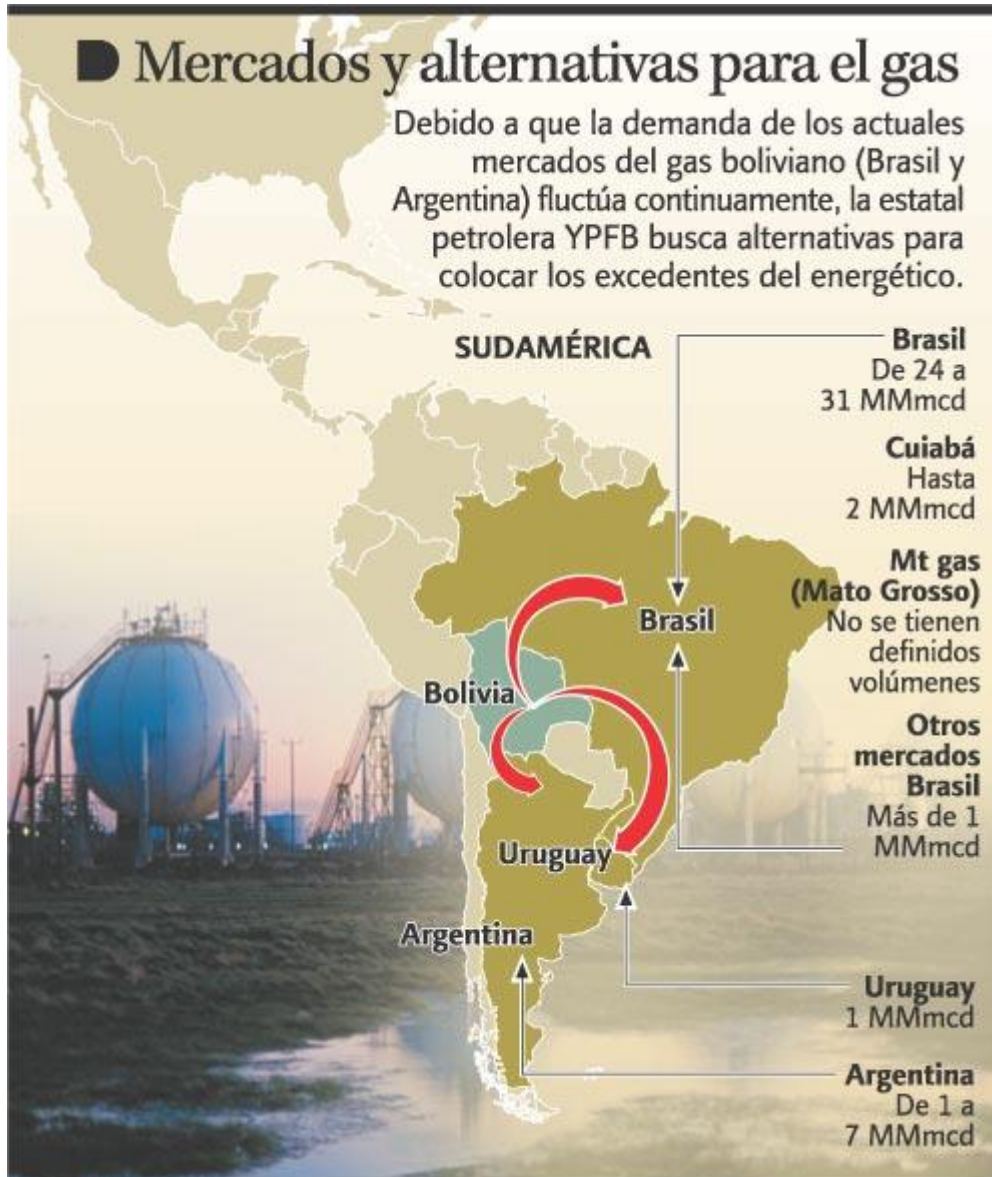 Mercados y alternativas para el gas
Debido a que la demanda de los actuales
mercados del gas boliviano (Brasil y
Argentina) fluctúa continuamente, la estatal
petrolera YPFB busca alternativas para
colocar los excedentes del energético.
SUDAMÉRICA
Brasil
De 24 a
31 MMmcd
Cuiabá
Hasta
2 MMmcd
Mt gas
(Mato Grosso)
No se tienen
definidos
volúmenes
Otros
mercados
Brasil
Más de 1
MMmcd
Uruguay
1 MMmcd
Argentina
De 1 a
7 MMmcd
Brasil
Bolivia
Uruguay
Argentina